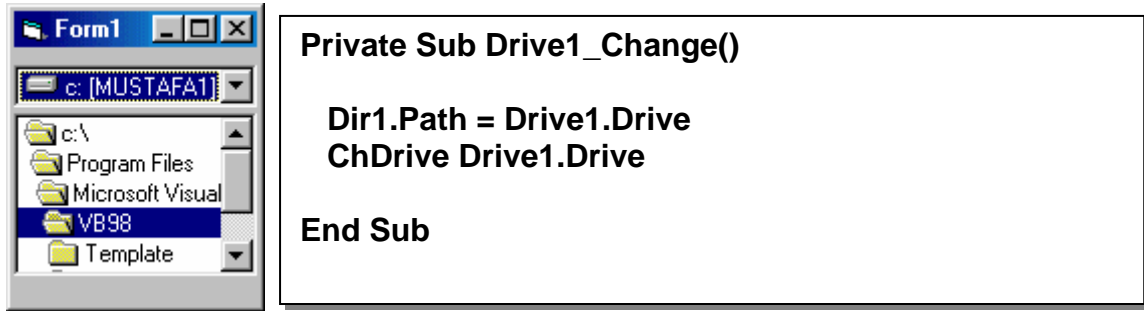 Form1
c: [MUSTAFA1]
c:\
Program Files
Microsoft Visual
VB98
Template
Private Sub Drive1_Change()
Dir1.Path = Drive1.Drive
ChDrive Drive1.Drive
End Sub